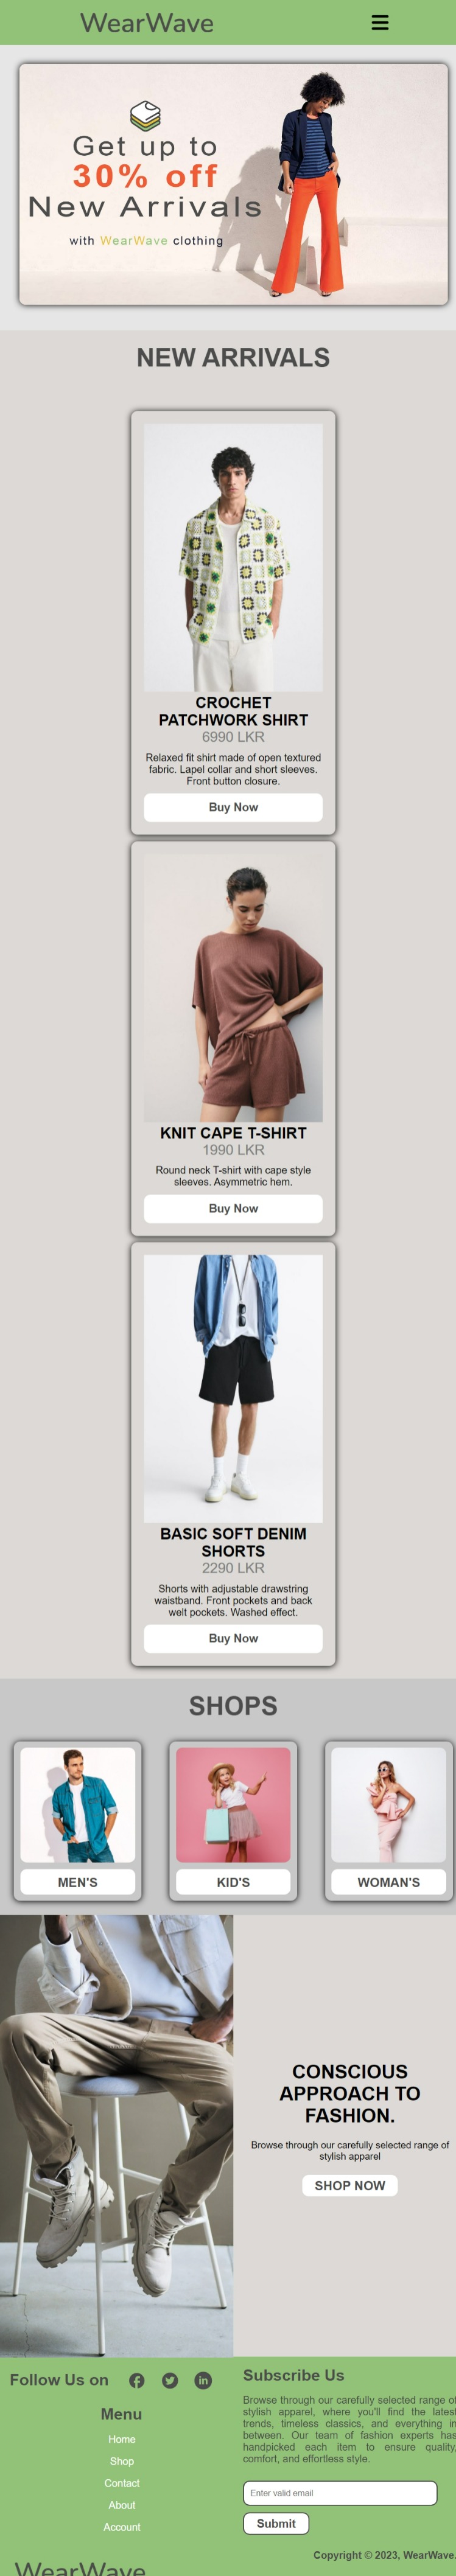 WearWave
Get up to
30% off
New Arrivals
with WearWave clothing
NEW ARRIVALS
CROCHET
PATCHWORK SHIRT
6990 LKR
Relaxed fit shirt made of open textured
fabric. Lapel collar and short sleeves.
Front button closure.
Buy Now
KNIT CAPE T-SHIRT
1990 LKR
Round neck T-shirt with cape style
sleeves. Asymmetric hem.
Buy Now
BASIC SOFT DENIM
SHORTS
2290 LKR
Shorts with adjustable drawstring
waistband. Front pockets and back
welt pockets. Washed effect.
Buy Now
SHOPS
MEN'S
KID'S
WOMAN'S
CONSCIOUS
APPROACH TO
FASHION.
Browse through our carefully selected range of
stylish apparel
SHOP NOW
Follow Us on
Menu
Home
Shop
Contact
About
Account
WearWave
Subscribe Us
Browse through our carefully selected range of
stylish apparel, where you'll find the latest
trends, timeless classics, and everything in
between. Our team of fashion experts has
handpicked each item to ensure quality,
comfort, and effortless style.
Enter valid email
Submit
Copyright © 2023, WearWave.